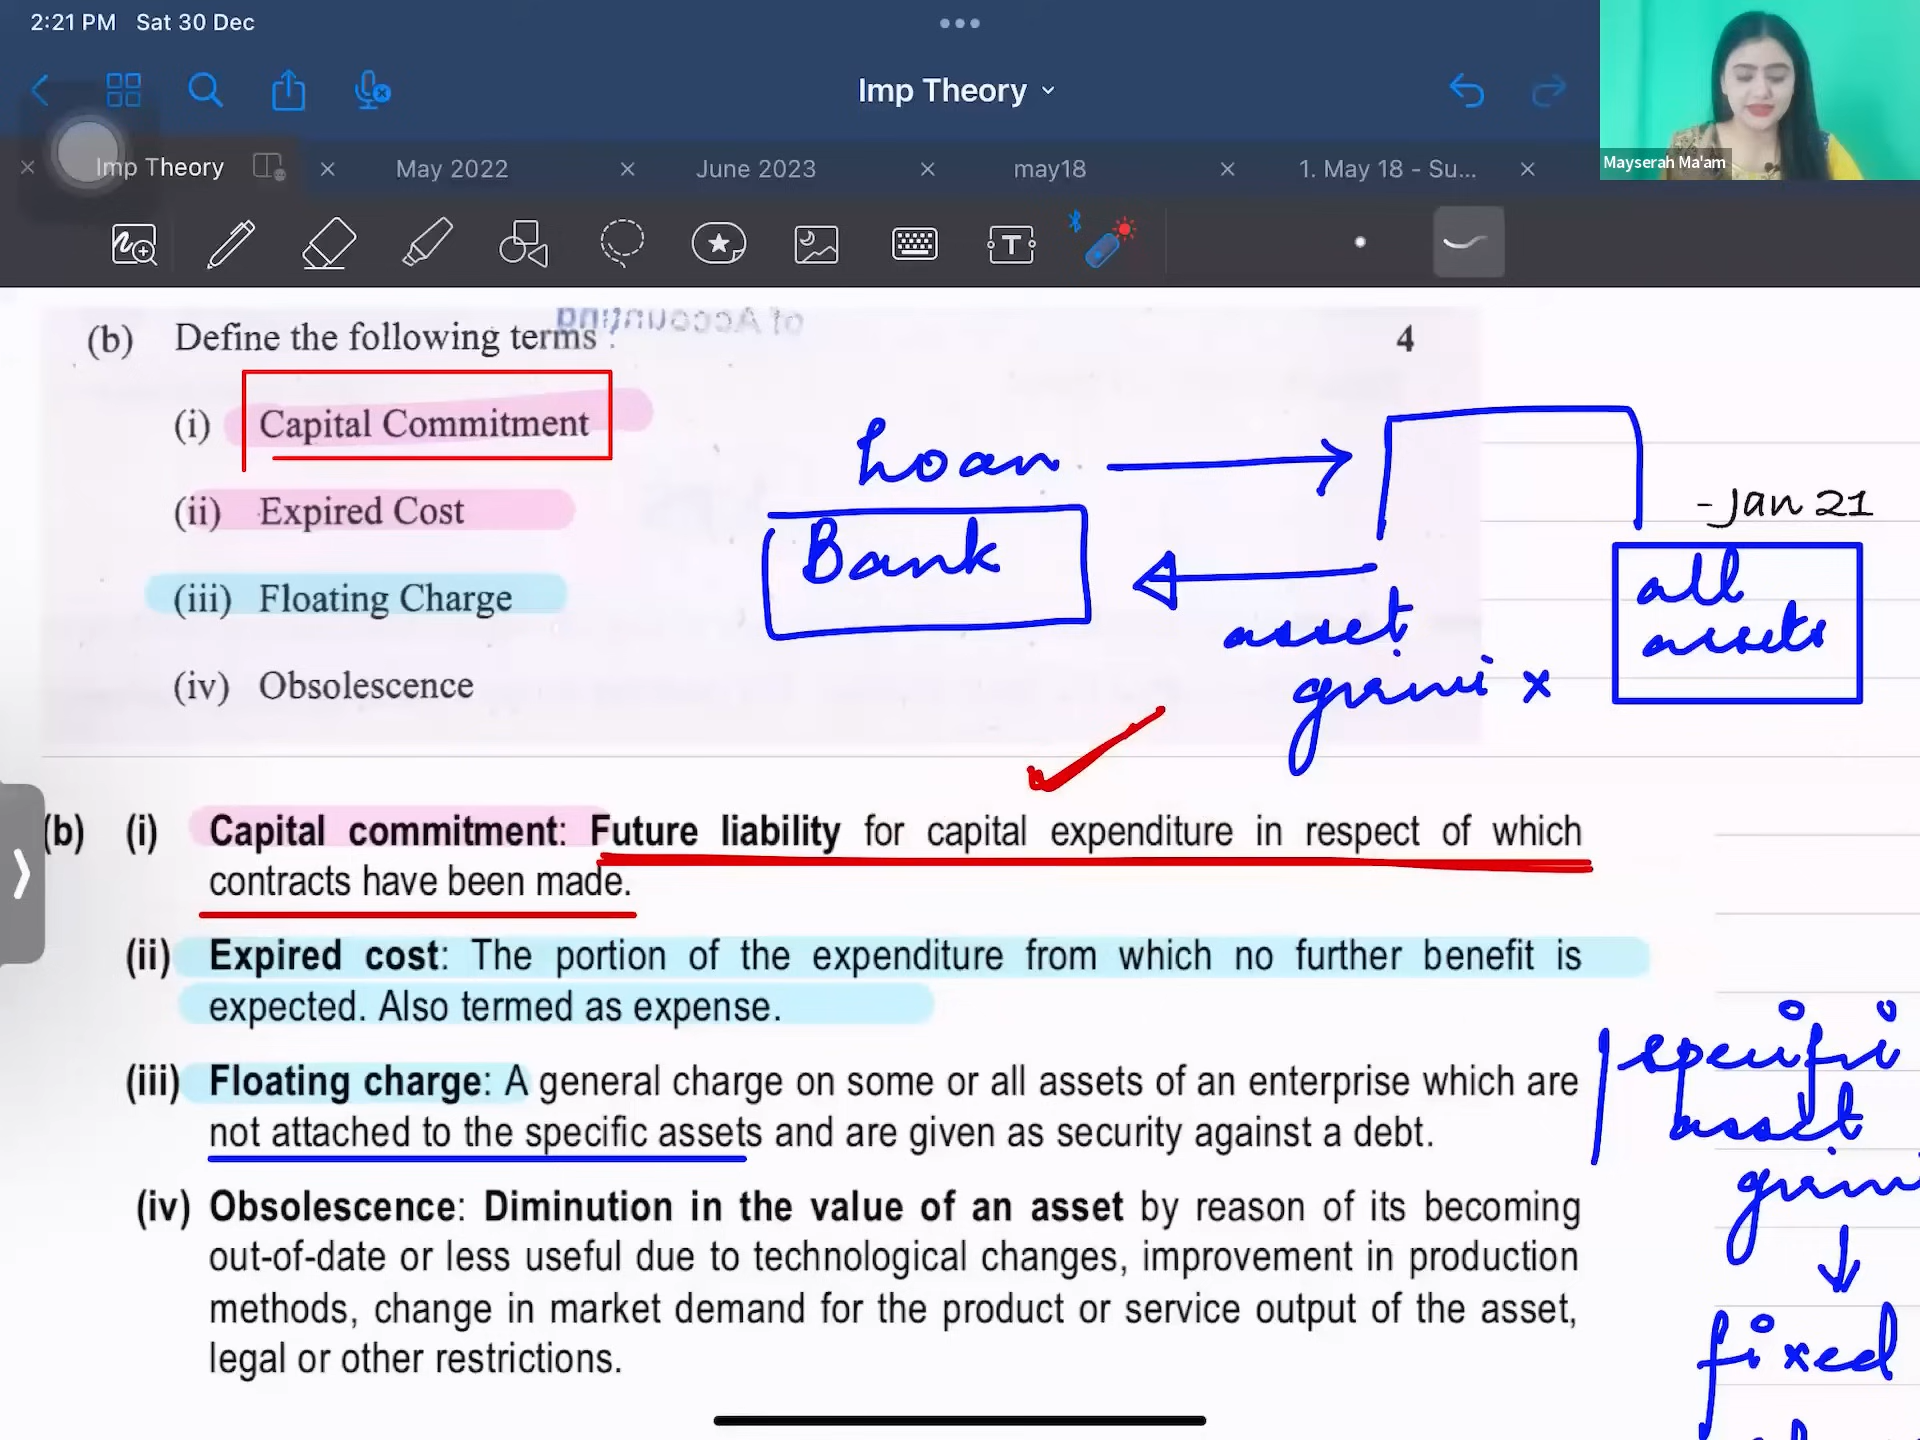 2:21 PM Sat 30 Dec
Imp Theory
Mayserah Ma'am
Imp Theory
May 2022
June 2023
may18
1. May 18 - Su...
T
(b) Define the following terms : 4
(i) Capital Commitment
(ii) Expired Cost
(iii) Floating Charge
(iv) Obsolescence
Loan
Bank
- Jan 21
all
assets
asset
girvi x
(b) (i) Capital commitment: Future liability for capital expenditure in respect of which
contracts have been made.
(ii) Expired cost: The portion of the expenditure from which no further benefit is
expected. Also termed as expense.
(iii) Floating charge: A general charge on some or all assets of an enterprise which are
not attached to the specific assets and are given as security against a debt.
(iv) Obsolescence: Diminution in the value of an asset by reason of its becoming
out-of-date or less useful due to technological changes, improvement in production
methods, change in market demand for the product or service output of the asset,
legal or other restrictions.
specific
asset
girvi
fixed